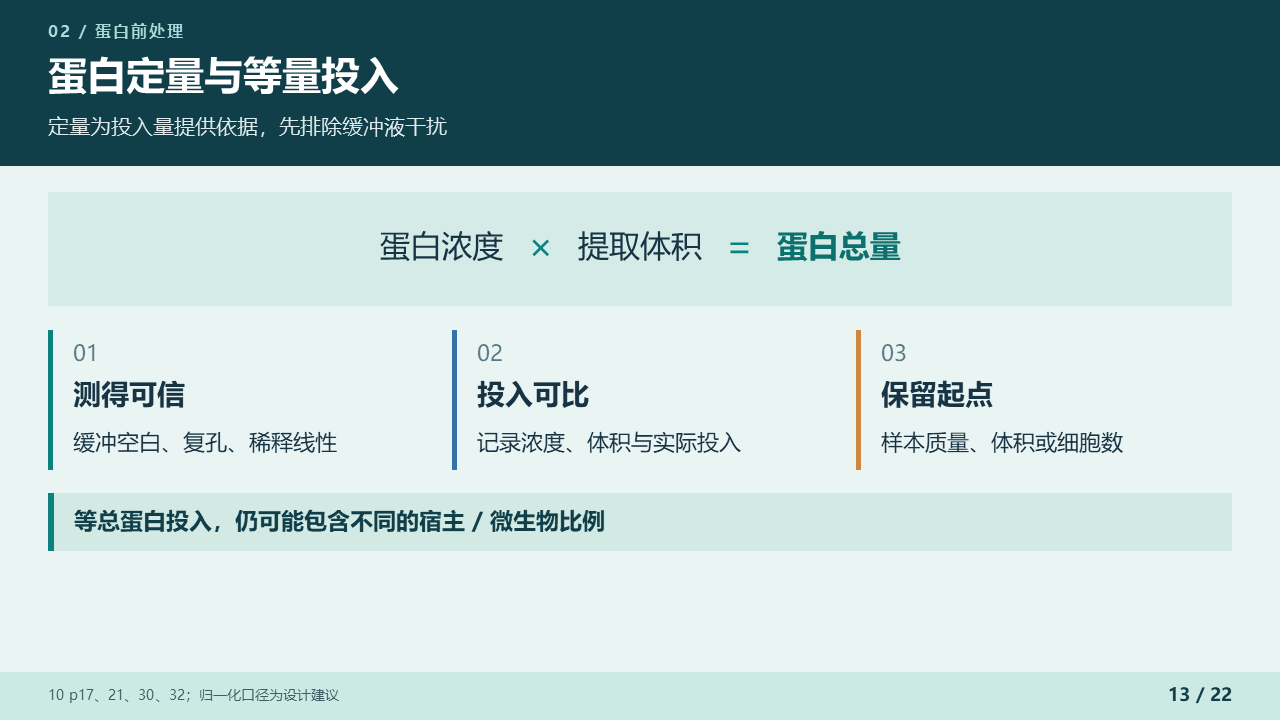 02 / 蛋白前处理
蛋白定量与等量投入
定量为投入量提供依据，先排除缓冲液干扰
蛋白浓度 × 提取体积 = 蛋白总量
01
测得可信
缓冲空白、复孔、稀释线性
02
投入可比
记录浓度、体积与实际投入
03
保留起点
样本质量、体积或细胞数
等总蛋白投入，仍可能包含不同的宿主 / 微生物比例
10 p17、21、30、32；归一化口径为设计建议
13 / 22